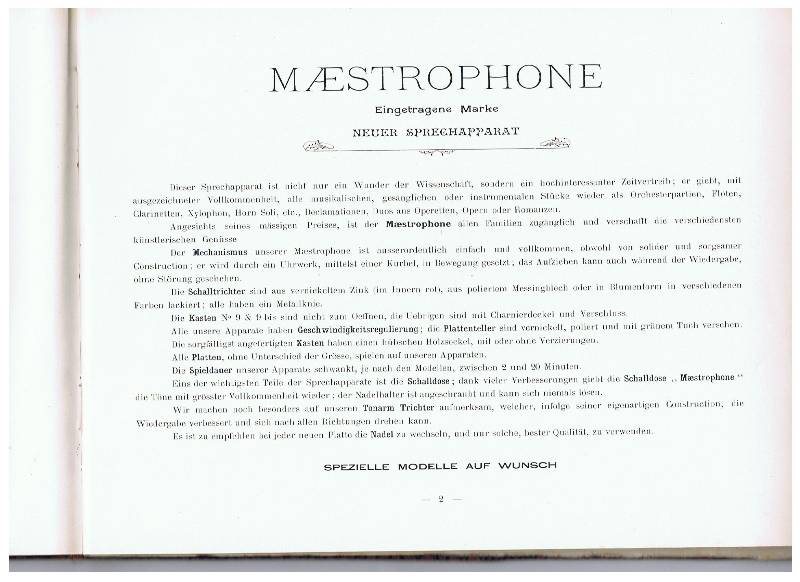 MÆSTROPHONE
Eingetragene Marke
NEUER SPRECHAPPARAT
Dieser Sprechapparat ist nicht nur ein Wunder der Wissenschaft, sondern ein hochinteressanter Zeitvertreib; er giebt, mit
ausgezeichneter Vollkommenheit, alle musikalischen, gesanglichen oder instrumentalen Stücke wieder als Orchesterpartien, Flöten,
Clarinetten, Xylophon, Horn Soli, etc., Declamationen, Duos aus Operetten, Opern oder Romanzen.
Angesichts seines mässigen Preises, ist der Mæstrophone allen Familien zugänglich und verschafft die verschiedensten
künstlerischen Genüsse
Der Mechanismus unserer Mæstrophone ist ausserordentlich einfach und vollkommen, obwohl von solider und sorgsamer
Construction; er wird durch ein Uhrwerk, mittelst einer Kurbel, in Bewegung gesetzt; das Aufziehen kann auch während der Wiedergabe,
ohne Störung geschehen.
Die Schalltrichter sind aus vernickeltem Zink (im Innern rot), aus poliertem Messingblech oder in Blumenform in verschiedenen
Farben lackiert; alle haben ein Metallknie.
Die Kasten Nº 9 & 9 bis sind nicht zum Oeffnen, die Uebrigen sind mit Charnierdeckel und Verschluss.
Alle unsere Apparate haben Geschwindigkeitsregulierung; die Plattenteller sind vernickelt, poliert und mit grünem Tuch versehen.
Die sorgfältigst angefertigten Kasten haben einen hübschen Holzsockel, mit oder ohne Verzierungen.
Alle Platten, ohne Unterschied der Grösse, spielen auf unseren Apparaten.
Die Spieldauer unserer Apparate schwankt, je nach den Modellen, zwischen 2 und 20 Minuten.
Eins der wichtigsten Teile der Sprechapparate ist die Schalldose; dank vieler Verbesserungen giebt die Schalldose „ Mæstrophone "
die Töne mit grösster Vollkommenheit wieder; der Nadelhalter ist angeschraubt und kann sich niemals lösen.
Wir machen noch besonders auf unseren Tonarm Trichter aufmerksam, welcher, infolge seiner eigenartigen Construction, die
Wiedergabe verbessert und sich nach allen Richtungen drehen kann.
Es ist zu empfehlen bei jeder neuen Platte die Nadel zu wechseln, und nur solche, bester Qualität, zu verwenden.
SPEZIELLE MODELLE AUF WUNSCH
— 2 —